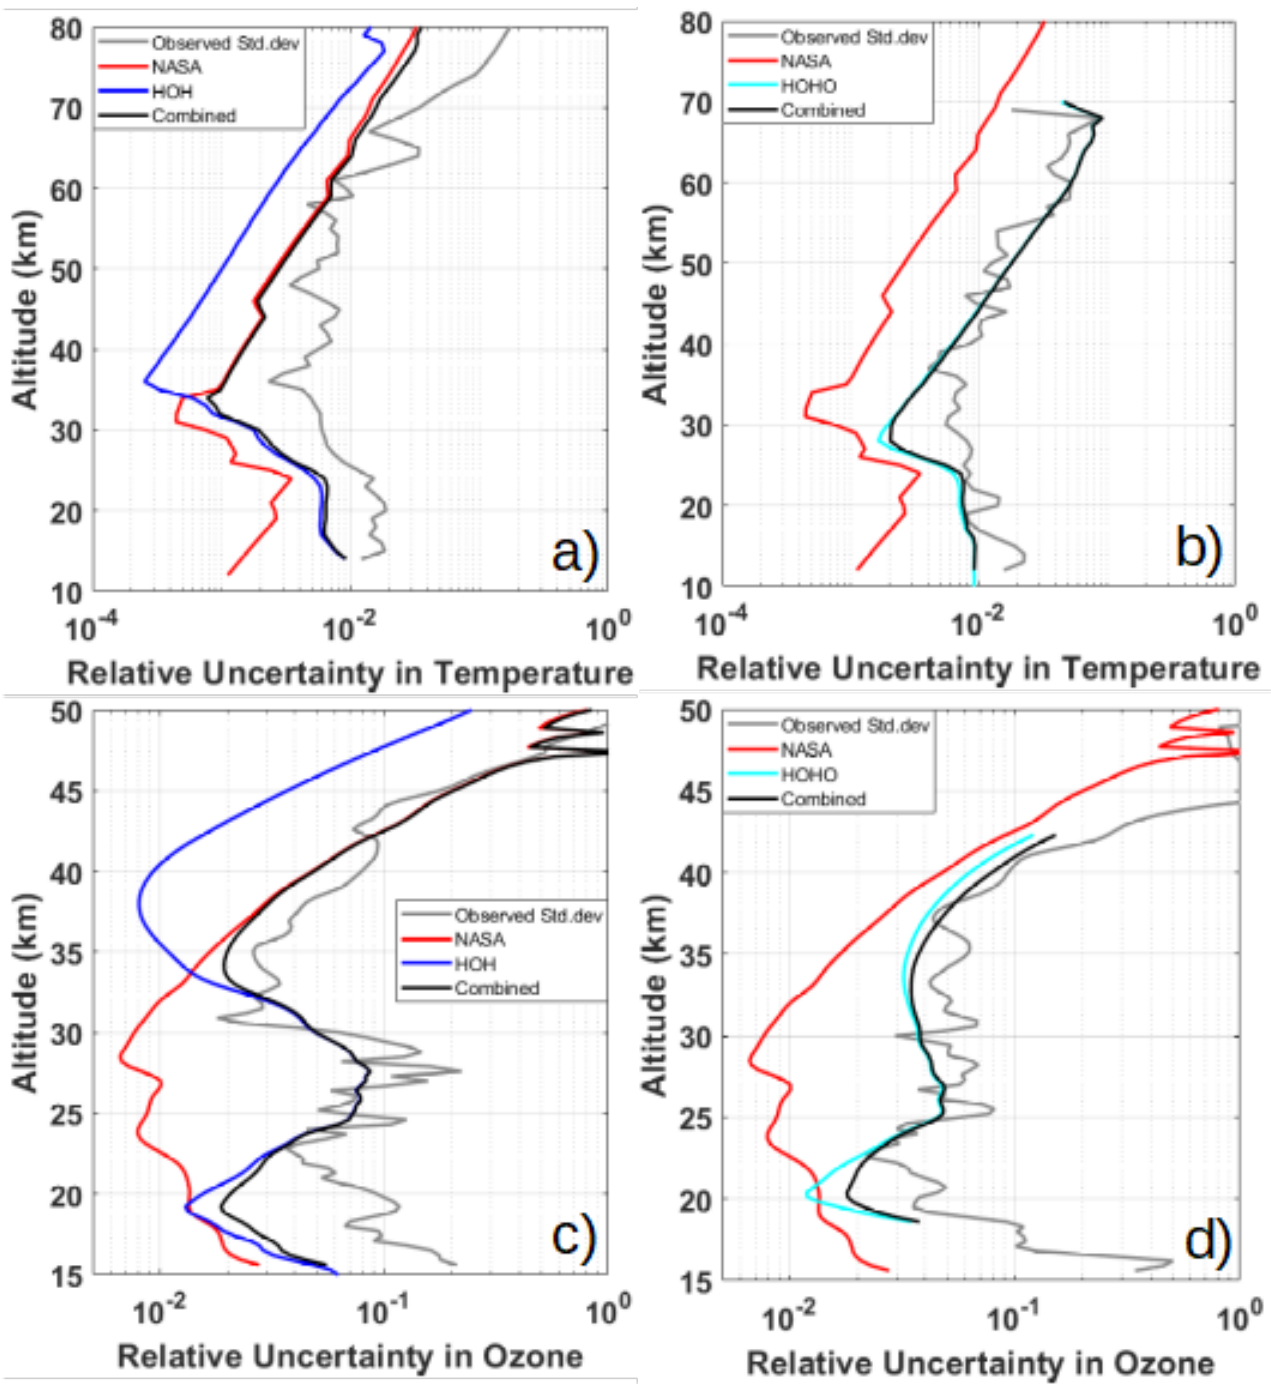 80
70
60
50
40
30
20
10
Altitude (km)
Observed Std.dev
NASA
HOH
Combined
a)
10-4
10-2
100
Relative Uncertainty in Temperature
80
70
60
50
40
30
20
10
Altitude (km)
Observed Std.dev
NASA
HOHO
Combined
b)
10-4
10-2
100
Relative Uncertainty in Temperature
50
45
40
35
30
25
20
15
Altitude (km)
Observed Std.dev
NASA
HOH
Combined
c)
10-2
10-1
100
Relative Uncertainty in Ozone
50
45
40
35
30
25
20
15
Altitude (km)
Observed Std.dev
NASA
HOHO
Combined
d)
10-2
10-1
100
Relative Uncertainty in Ozone